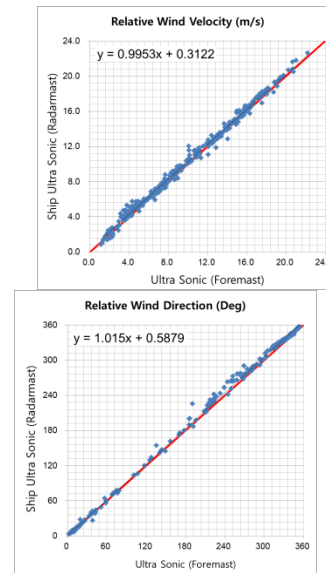 Relative Wind Velocity (m/s)
y = 0.9953x + 0.3122
24.0
20.0
16.0
12.0
8.0
4.0
0.0
0.0 4.0 8.0 12.0 16.0 20.0 24
Ship Ultra Sonic (Radarmast)
Ultra Sonic (Foremast)
Relative Wind Direction (Deg)
y = 1.015x + 0.5879
360
300
240
180
120
60
0
0 60 120 180 240 300 360
Ship Ultra Sonic (Radarmast)
Ultra Sonic (Foremast)